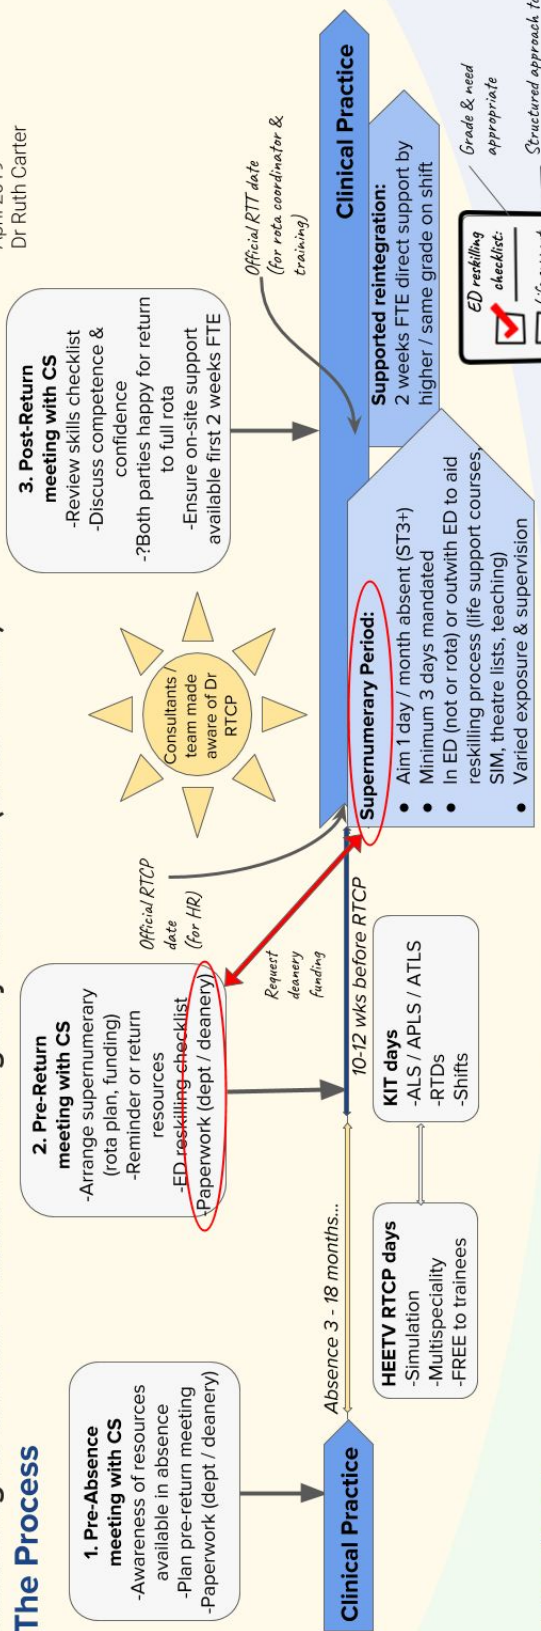 Dr Ruth Carter
The Process
1. Pre-Absence
meeting with CS
-Awareness of resources
available in absence
-Plan pre-return meeting
-Paperwork (dept / deanery)
2. Pre-Return
meeting with CS
-Arrange supernumerary
(rota plan, funding)
-Reminder or return
resources
-ED reskilling checklist
-Paperwork (dept / deanery)
Official RTCP
date
(for HR)
Request
deanery
funding
Consultants /
team made
aware of Dr
RTCP
3. Post-Return
meeting with CS
-Review skills checklist
-Discuss competence &
confidence
-?Both parties happy for return
to full rota
-Ensure on-site support
available first 2 weeks FTE
Official RTT date
(for rota coordinator &
training)
Clinical Practice
Absence 3 - 18 months...
10-12 wks before RTCP
Clinical Practice
HEETV RTCP days
-Simulation
-Multispeciality
-FREE to trainees
KIT days
-ALS / APLS / ATLS
-RTDs
-Shifts
Supernumerary Period:
● Aim 1 day / month absent (ST3+)
● Minimum 3 days mandated
● In ED (not or rota) or outwith ED to aid
reskilling process (life support courses,
SIM, theatre lists, teaching)
● Varied exposure & supervision
Supported reintegration:
2 weeks FTE direct support by
higher / same grade on shift
ED reskilling
checklist:
Grade & need
appropriate
Structured approach to